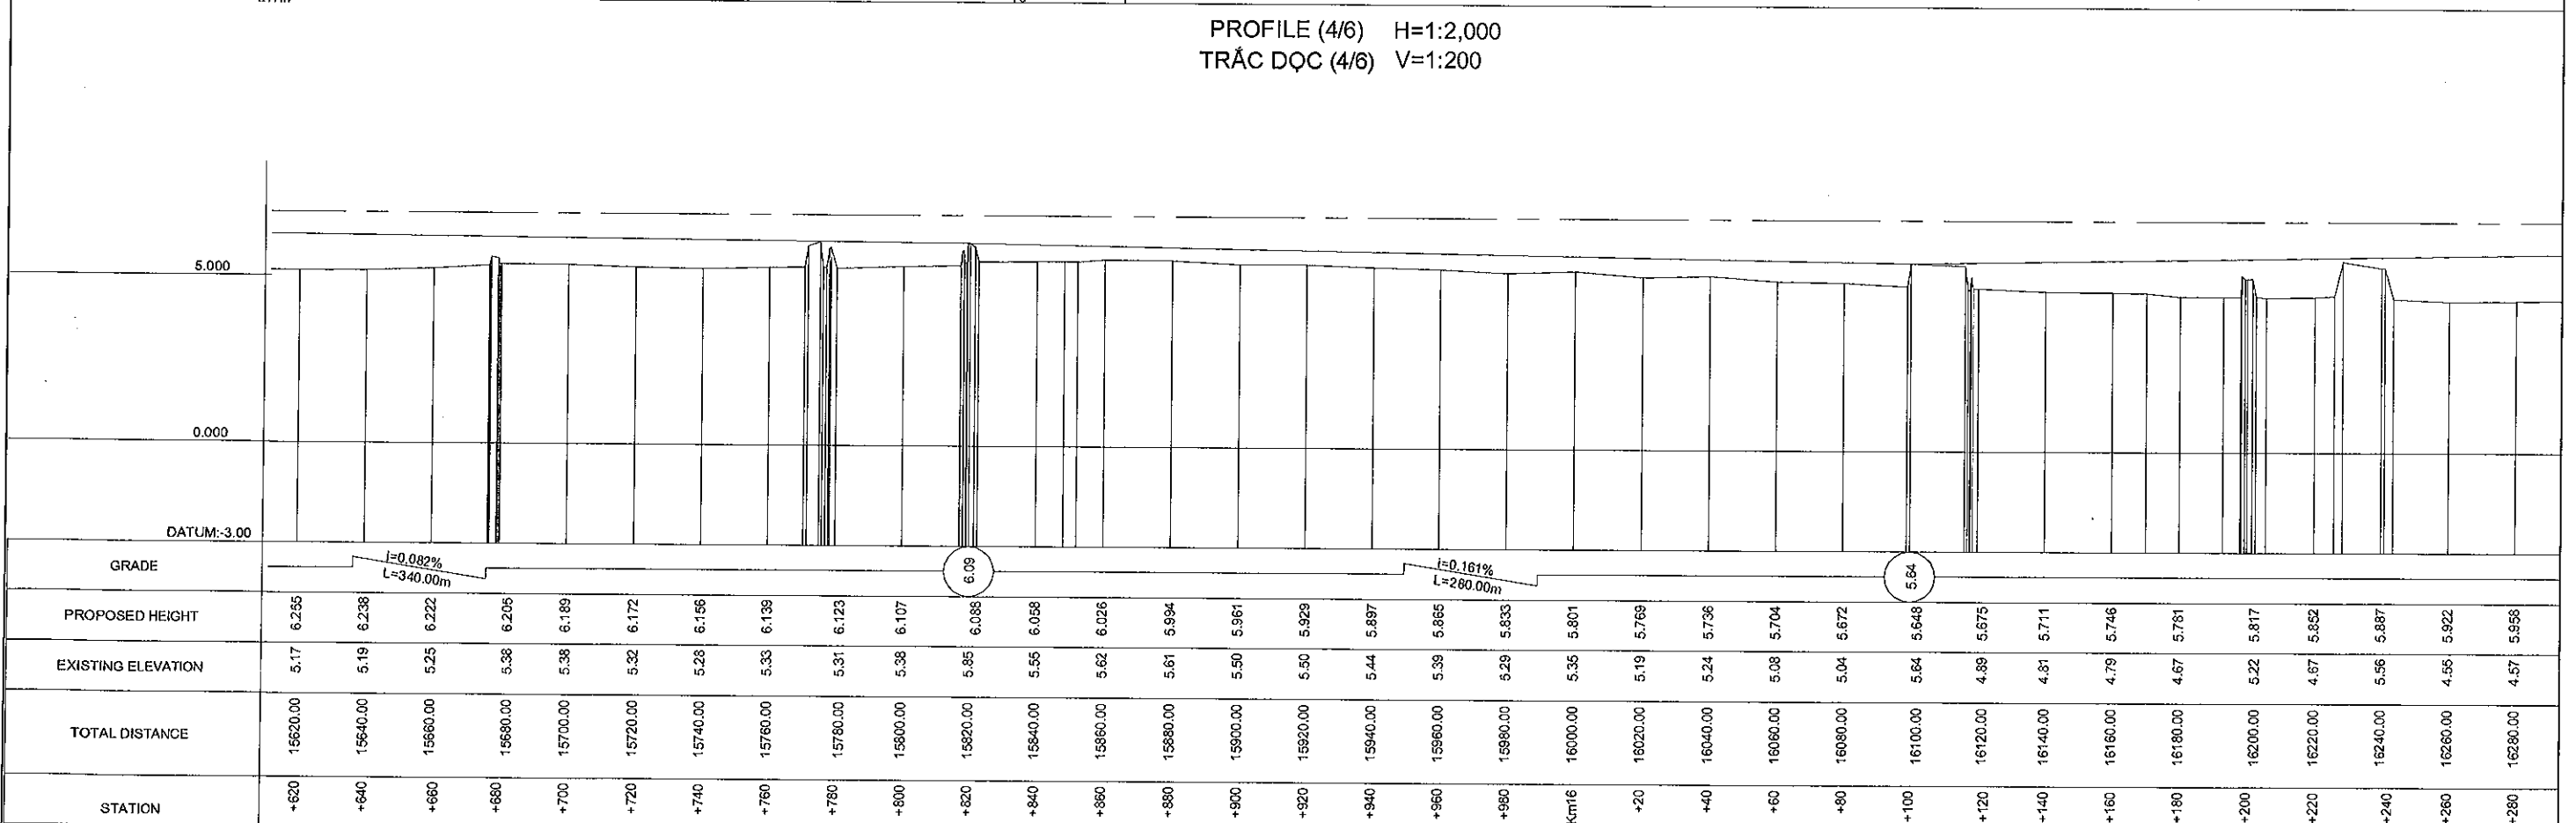 PROFILE (4/6) H=1:2,000
TRẮC DỌC (4/6) V=1:200
5.000
0.000
DATUM:-3.00
GRADE
i=0.082%
L=340.00m
6.09
i=0.161%
L=280.00m
5.64
PROPOSED HEIGHT 6.255 6.238 6.222 6.205 6.189 6.172 6.156 6.139 6.123 6.107 6.088 6.058 6.026 5.994 5.961 5.929 5.897 5.865 5.833 5.801 5.769 5.736 5.704 5.672 5.648 5.675 5.711 5.746 5.781 5.817 5.852 5.887 5.922 5.958
EXISTING ELEVATION 5.17 5.19 5.25 5.38 5.38 5.32 5.28 5.33 5.31 5.38 5.85 5.55 5.62 5.61 5.50 5.50 5.44 5.39 5.29 5.35 5.19 5.24 5.08 5.04 5.64 4.89 4.81 4.79 4.67 5.22 4.67 5.56 4.55 4.57
TOTAL DISTANCE 15620.00 15640.00 15660.00 15680.00 15700.00 15720.00 15740.00 15760.00 15780.00 15800.00 15820.00 15840.00 15860.00 15880.00 15900.00 15920.00 15940.00 15960.00 15980.00 16000.00 16020.00 16040.00 16060.00 16080.00 16100.00 16120.00 16140.00 16160.00 16180.00 16200.00 16220.00 16240.00 16260.00 16280.00
STATION +620 +640 +660 +680 +700 +720 +740 +760 +780 +800 +820 +840 +860 +880 +900 +920 +940 +960 +980 Km16 +20 +40 +60 +80 +100 +120 +140 +160 +180 +200 +220 +240 +260 +280